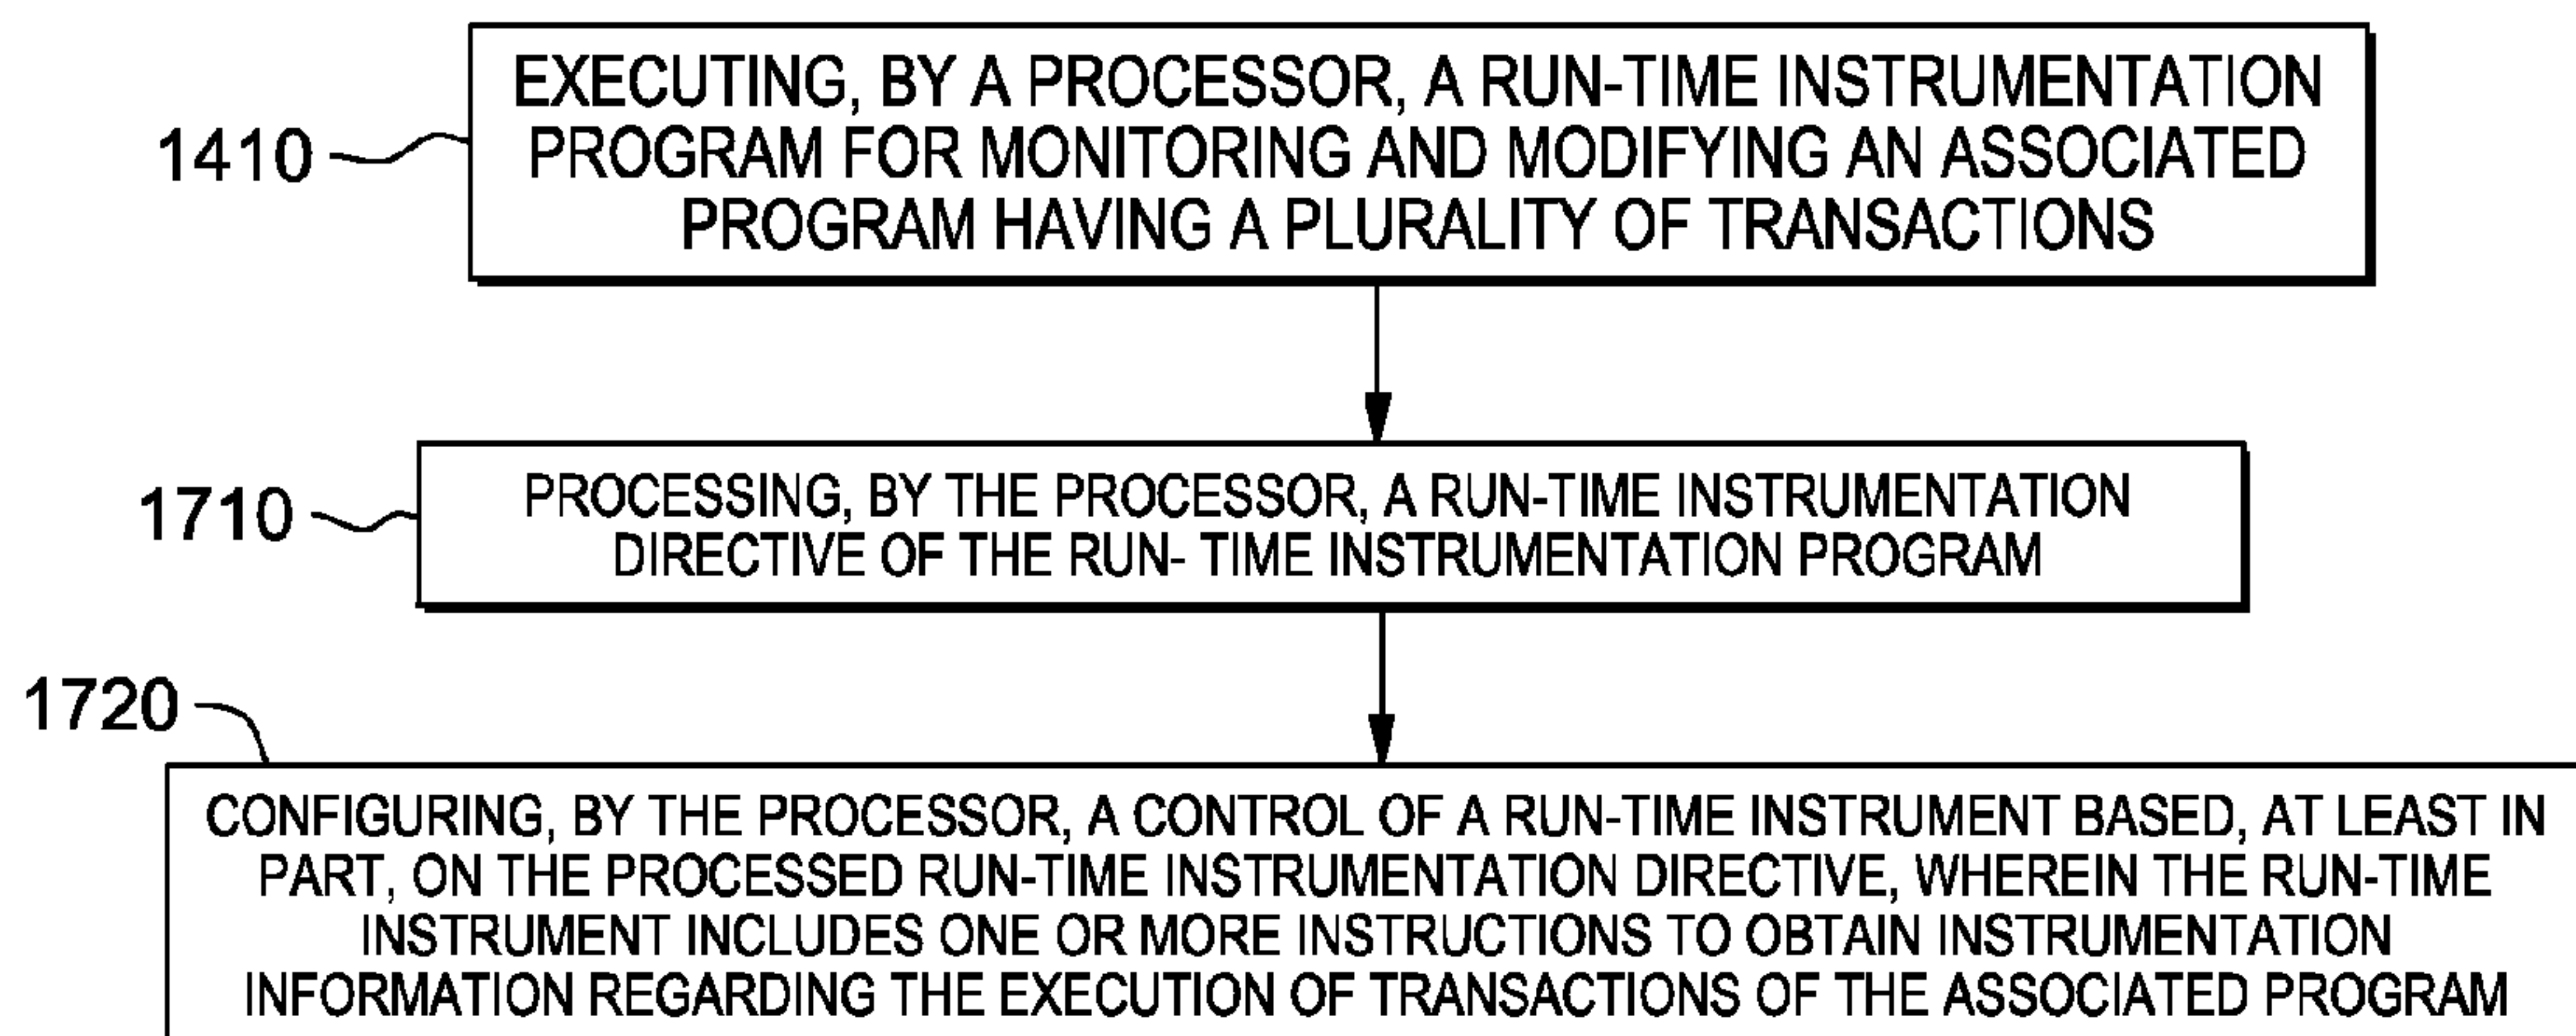 EXECUTING, BY A PROCESSOR, A RUN-TIME INSTRUMENTATION
PROGRAM FOR MONITORING AND MODIFYING AN ASSOCIATED
PROGRAM HAVING A PLURALITY OF TRANSACTIONS
1410
PROCESSING, BY THE PROCESSOR, A RUN-TIME INSTRUMENTATION
DIRECTIVE OF THE RUN- TIME INSTRUMENTATION PROGRAM
1710
1720
CONFIGURING, BY THE PROCESSOR, A CONTROL OF A RUN-TIME INSTRUMENT BASED, AT LEAST IN
PART, ON THE PROCESSED RUN-TIME INSTRUMENTATION DIRECTIVE, WHEREIN THE RUN-TIME
INSTRUMENT INCLUDES ONE OR MORE INSTRUCTIONS TO OBTAIN INSTRUMENTATION
INFORMATION REGARDING THE EXECUTION OF TRANSACTIONS OF THE ASSOCIATED PROGRAM